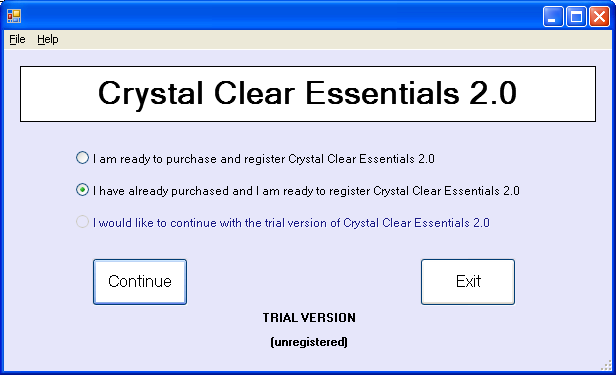 File Help
Crystal Clear Essentials 2.0
I am ready to purchase and register Crystal Clear Essentials 2.0
I have already purchased and I am ready to register Crystal Clear Essentials 2.0
I would like to continue with the trial version of Crystal Clear Essentials 2.0
Continue Exit
TRIAL VERSION
(unregistered)